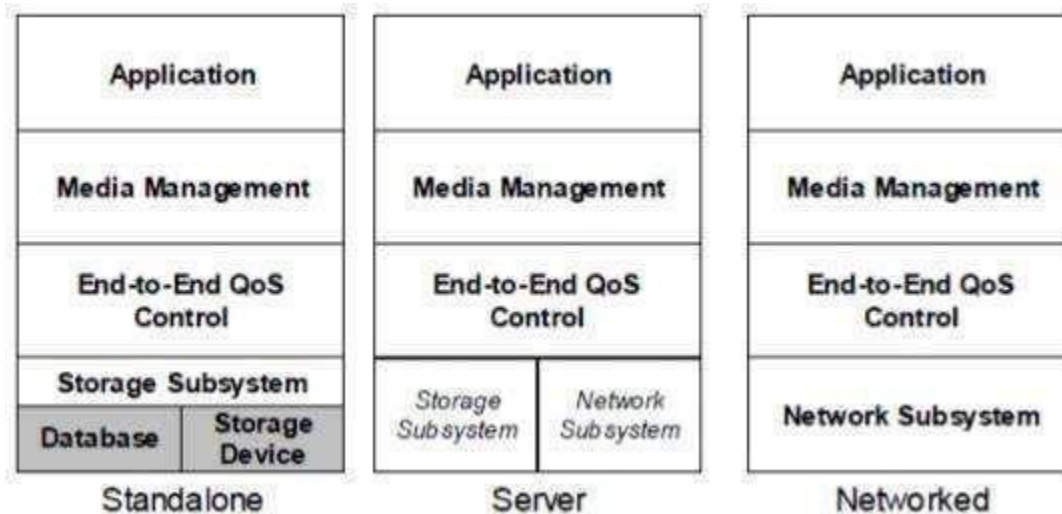 Application
Media Management
End-to-End QoS
Control
Storage Subsystem
Database
Storage
Device
Standalone
Application
Media Management
End-to-End QoS
Control
Storage
Subsystem
Network
Subsystem
Server
Application
Media Management
End-to-End QoS
Control
Network Subsystem
Networked